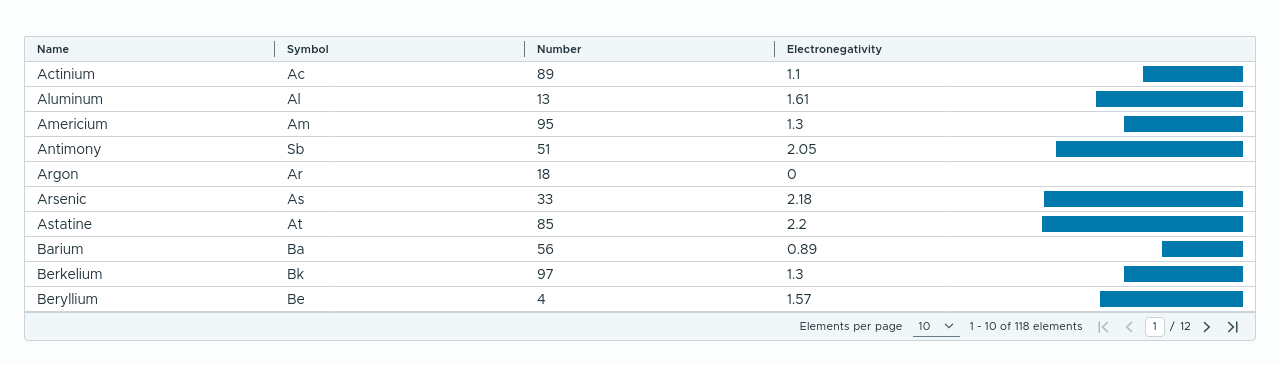 Name Symbol Number Electronegativity
Actinium Ac 89 1.1
Aluminum Al 13 1.61
Americium Am 95 1.3
Antimony Sb 51 2.05
Argon Ar 18 0
Arsenic As 33 2.18
Astatine At 85 2.2
Barium Ba 56 0.89
Berkelium Bk 97 1.3
Beryllium Be 4 1.57
Elements per page 10 1 - 10 of 118 elements 1 / 12